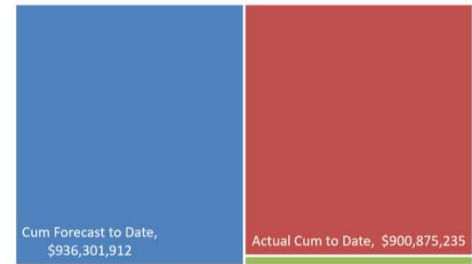 Cum Forecast to Date,
$936,301,912
Actual Cum to Date, $900,875,235